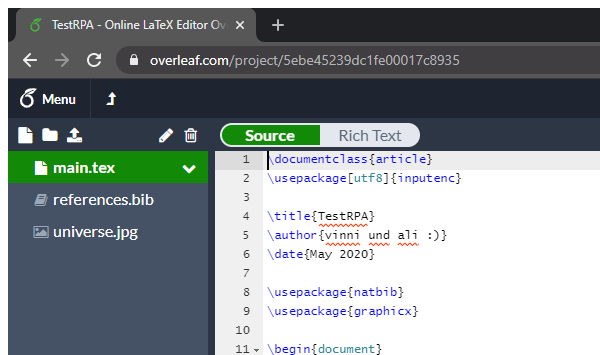 TestRPA - Online LaTeX Editor Ov
overleaf.com/project/5ebe45239dc1fe00017c8935
Menu
Source Rich Text
main.tex
references.bib
universe.jpg
1 \documentclass{article}
2 \usepackage[utf8]{inputenc}
3
4 \title{TestRPA}
5 \author{vinni und ali :)}
6 \date{May 2020}
7
8 \usepackage{natbib}
9 \usepackage{graphicx}
10
11 \begin{document}